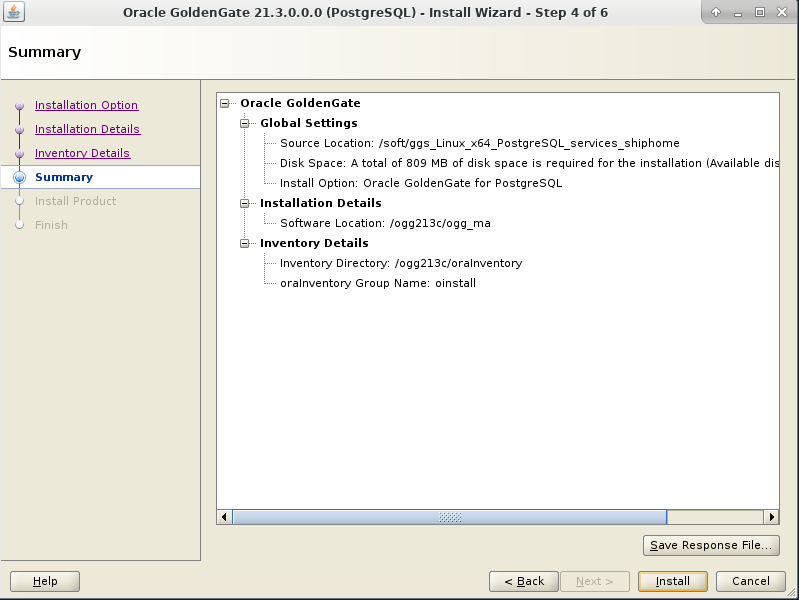 Oracle GoldenGate 21.3.0.0.0 (PostgreSQL) - Install Wizard - Step 4 of 6
Summary
Installation Option
Installation Details
Inventory Details
Summary
Install Product
Finish
Oracle GoldenGate
Global Settings
Source Location: /soft/ggs_Linux_x64_PostgreSQL_services_shiphome
Disk Space: A total of 809 MB of disk space is required for the installation (Available dis
Install Option: Oracle GoldenGate for PostgreSQL
Installation Details
Software Location: /ogg213c/ogg_ma
Inventory Details
Inventory Directory: /ogg213c/oraInventory
oraInventory Group Name: oinstall
Save Response File...
Help
< Back
Next >
Install
Cancel